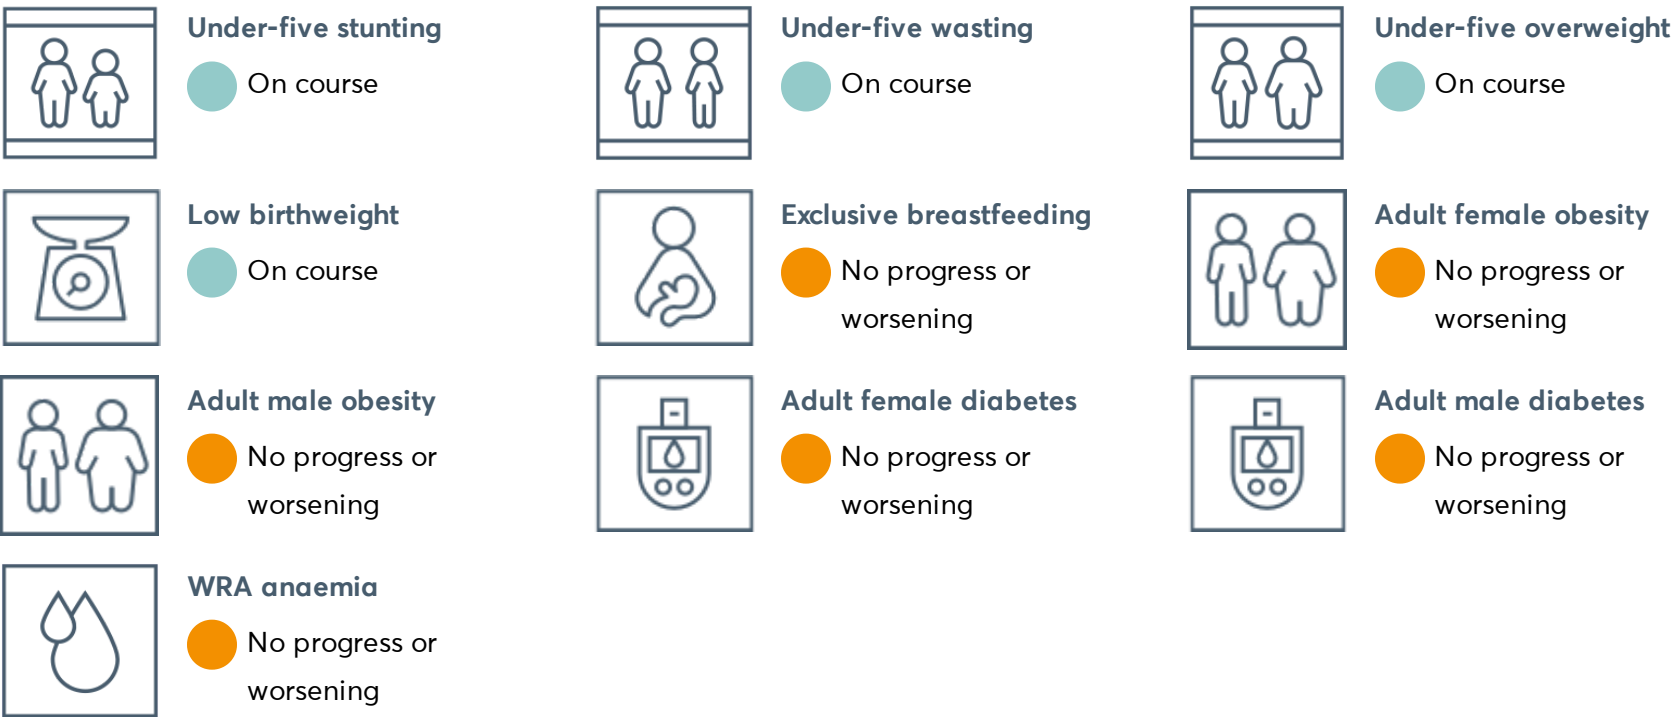 Under-five stunting
On course
Under-five wasting
On course
Under-five overweight
On course
Low birthweight
On course
Exclusive breastfeeding
No progress or
worsening
Adult female obesity
No progress or
worsening
Adult male obesity
No progress or
worsening
Adult female diabetes
No progress or
worsening
Adult male diabetes
No progress or
worsening
WRA anaemia
No progress or
worsening